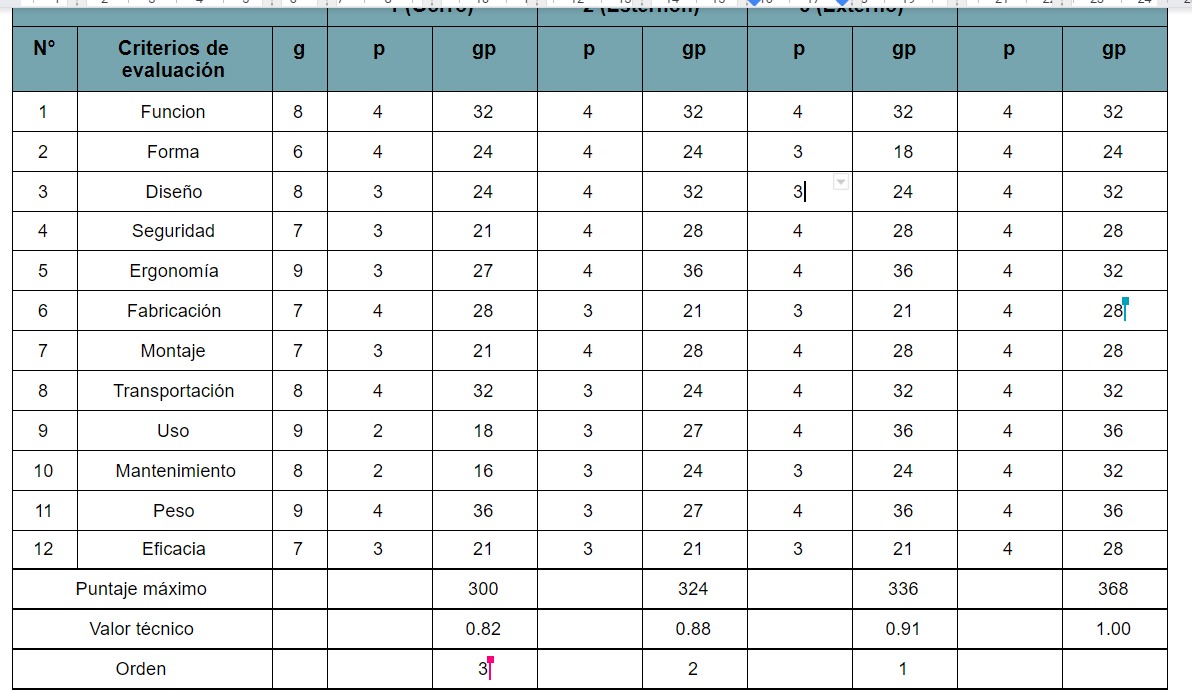 1 (Gorro) 2 (Esternón) 3 (Externo)
N° Criterios de evaluación g p gp p gp p gp p gp
1 Funcion 8 4 32 4 32 4 32 4 32
2 Forma 6 4 24 4 24 3 18 4 24
3 Diseño 8 3 24 4 32 3 24 4 32
4 Seguridad 7 3 21 4 28 4 28 4 28
5 Ergonomía 9 3 27 4 36 4 36 4 32
6 Fabricación 7 4 28 3 21 3 21 4 28
7 Montaje 7 3 21 4 28 4 28 4 28
8 Transportación 8 4 32 3 24 4 32 4 32
9 Uso 9 2 18 3 27 4 36 4 36
10 Mantenimiento 8 2 16 3 24 3 24 4 32
11 Peso 9 4 36 3 27 4 36 4 36
12 Eficacia 7 3 21 3 21 3 21 4 28
Puntaje máximo 300 324 336 368
Valor técnico 0.82 0.88 0.91 1.00
Orden 3 2 1